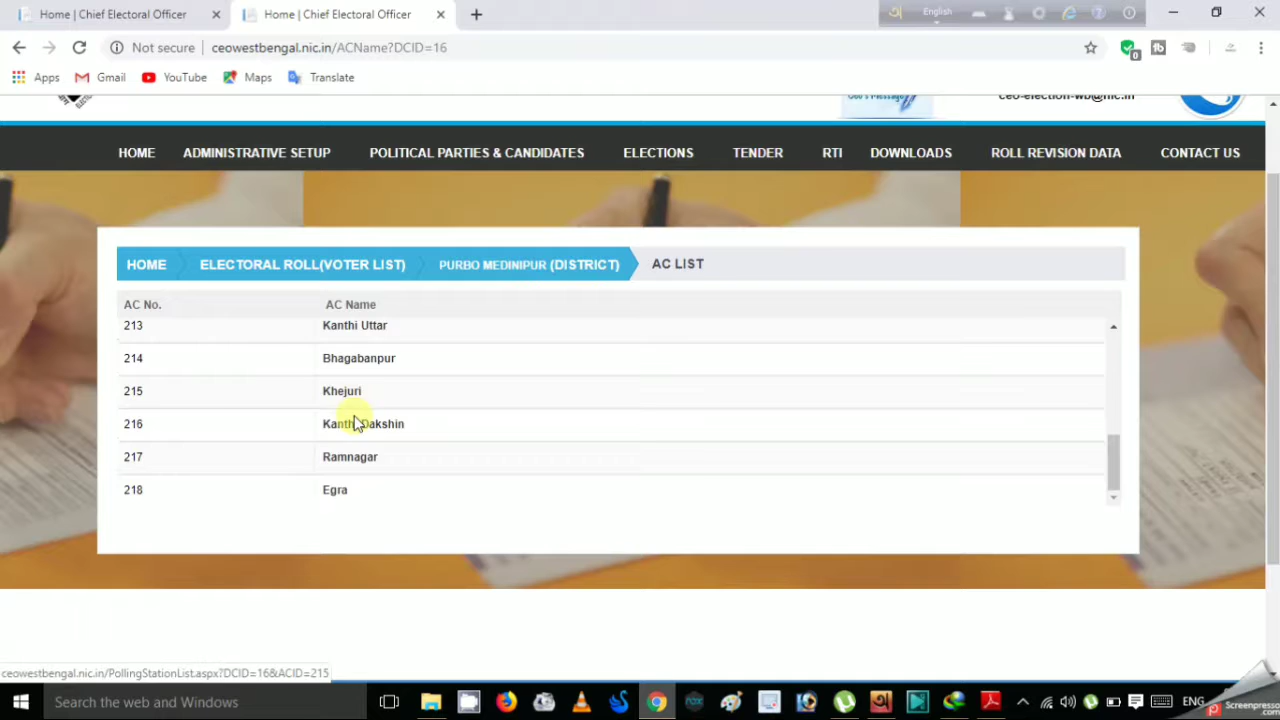 Home | Chief Electoral Officer
Home | Chief Electoral Officer
English
Not secure
ceowestbengal.nic.in/ACName?DCID=16
Apps
Gmail
YouTube
Maps
Translate
ceo-election-wb@nic.in
HOME
ADMINISTRATIVE SETUP
POLITICAL PARTIES & CANDIDATES
ELECTIONS
TENDER
RTI
DOWNLOADS
ROLL REVISION DATA
CONTACT US
HOME
ELECTORAL ROLL(VOTER LIST)
PURBO MEDINIPUR (DISTRICT)
AC LIST
AC No. AC Name
213 Kanthi Uttar
214 Bhagabanpur
215 Khejuri
216 Kanthi Dakshin
217 Ramnagar
218 Egra
ceowestbengal.nic.in/PollingStationList.aspx?DCID=16&ACID=215
Search the web and Windows
ENG
Screenpresso.com